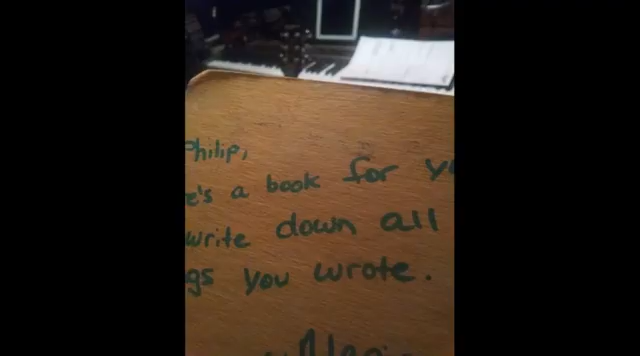 Philip,
e's a book for y
write down all
gs you wrote.